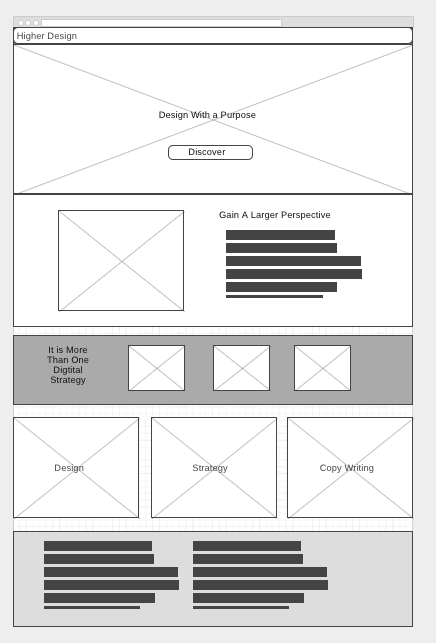 Higher Design
Design With a Purpose
Discover
Gain A Larger Perspective
It is More
Than One
Digtital
Strategy
Design
Strategy
Copy Writing